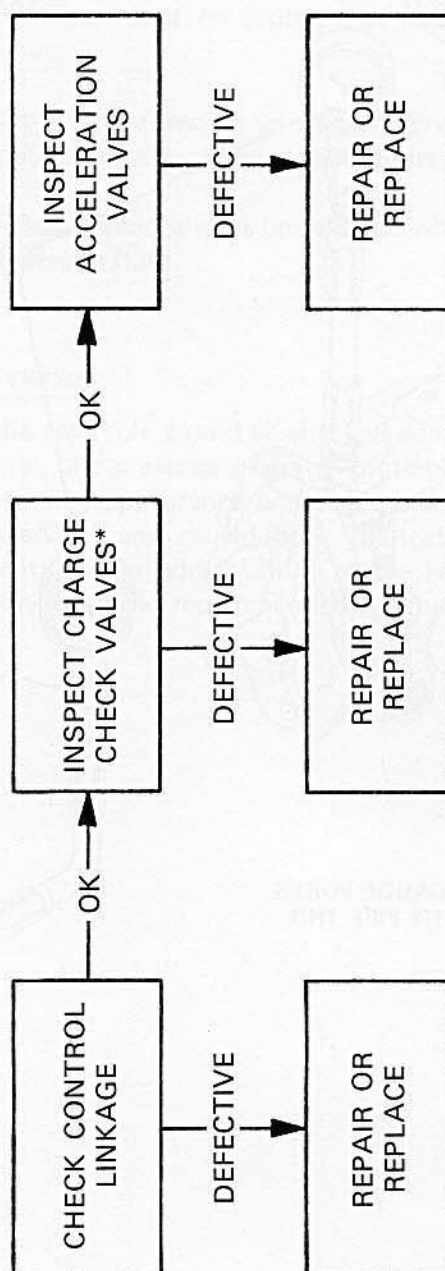 CHECK CONTROL
LINKAGE
OK
INSPECT CHARGE
CHECK VALVES*
OK
INSPECT
ACCELERATION
VALVES
DEFECTIVE
DEFECTIVE
DEFECTIVE
REPAIR OR
REPLACE
REPAIR OR
REPLACE
REPAIR OR
REPLACE